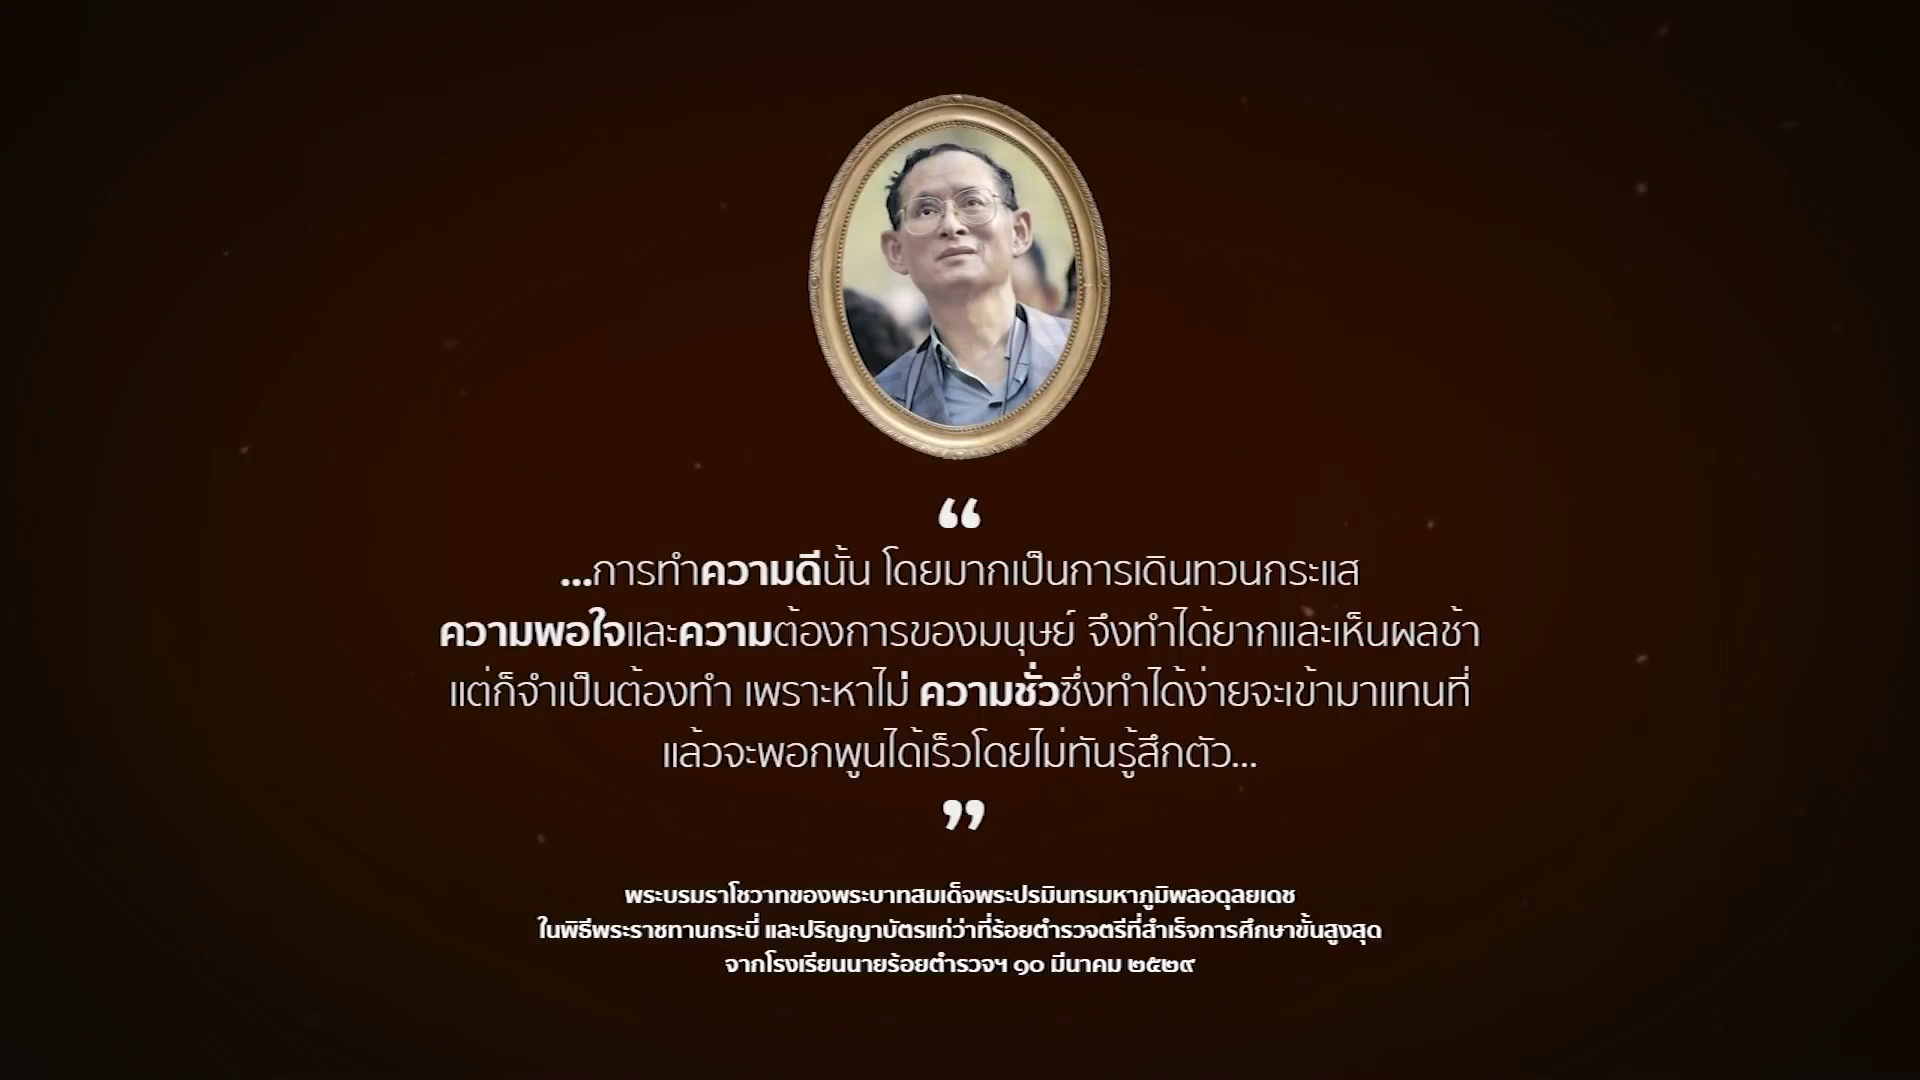 “
...การทำความดีนั้น โดยมากเป็นการเดินทวนกระแส
ความพอใจและความต้องการของมนุษย์ จึงทำได้ยากและเห็นผลช้า
แต่ก็จำเป็นต้องทำ เพราะหาไม่ ความชั่วซึ่งทำได้ง่ายจะเข้ามาแทนที่
แล้วจะพอกพูนได้เร็วโดยไม่ทันรู้สึกตัว...
”
พระบรมราโชวาทของพระบาทสมเด็จพระปรมินทรมหาภูมิพลอดุลยเดช
ในพิธีพระราชทานกระบี่ และปริญญาบัตรแก่ว่าที่ร้อยตำรวจตรีที่สำเร็จการศึกษาขั้นสูงสุด
จากโรงเรียนนายร้อยตำรวจฯ ๑๐ มีนาคม ๒๕๒๙